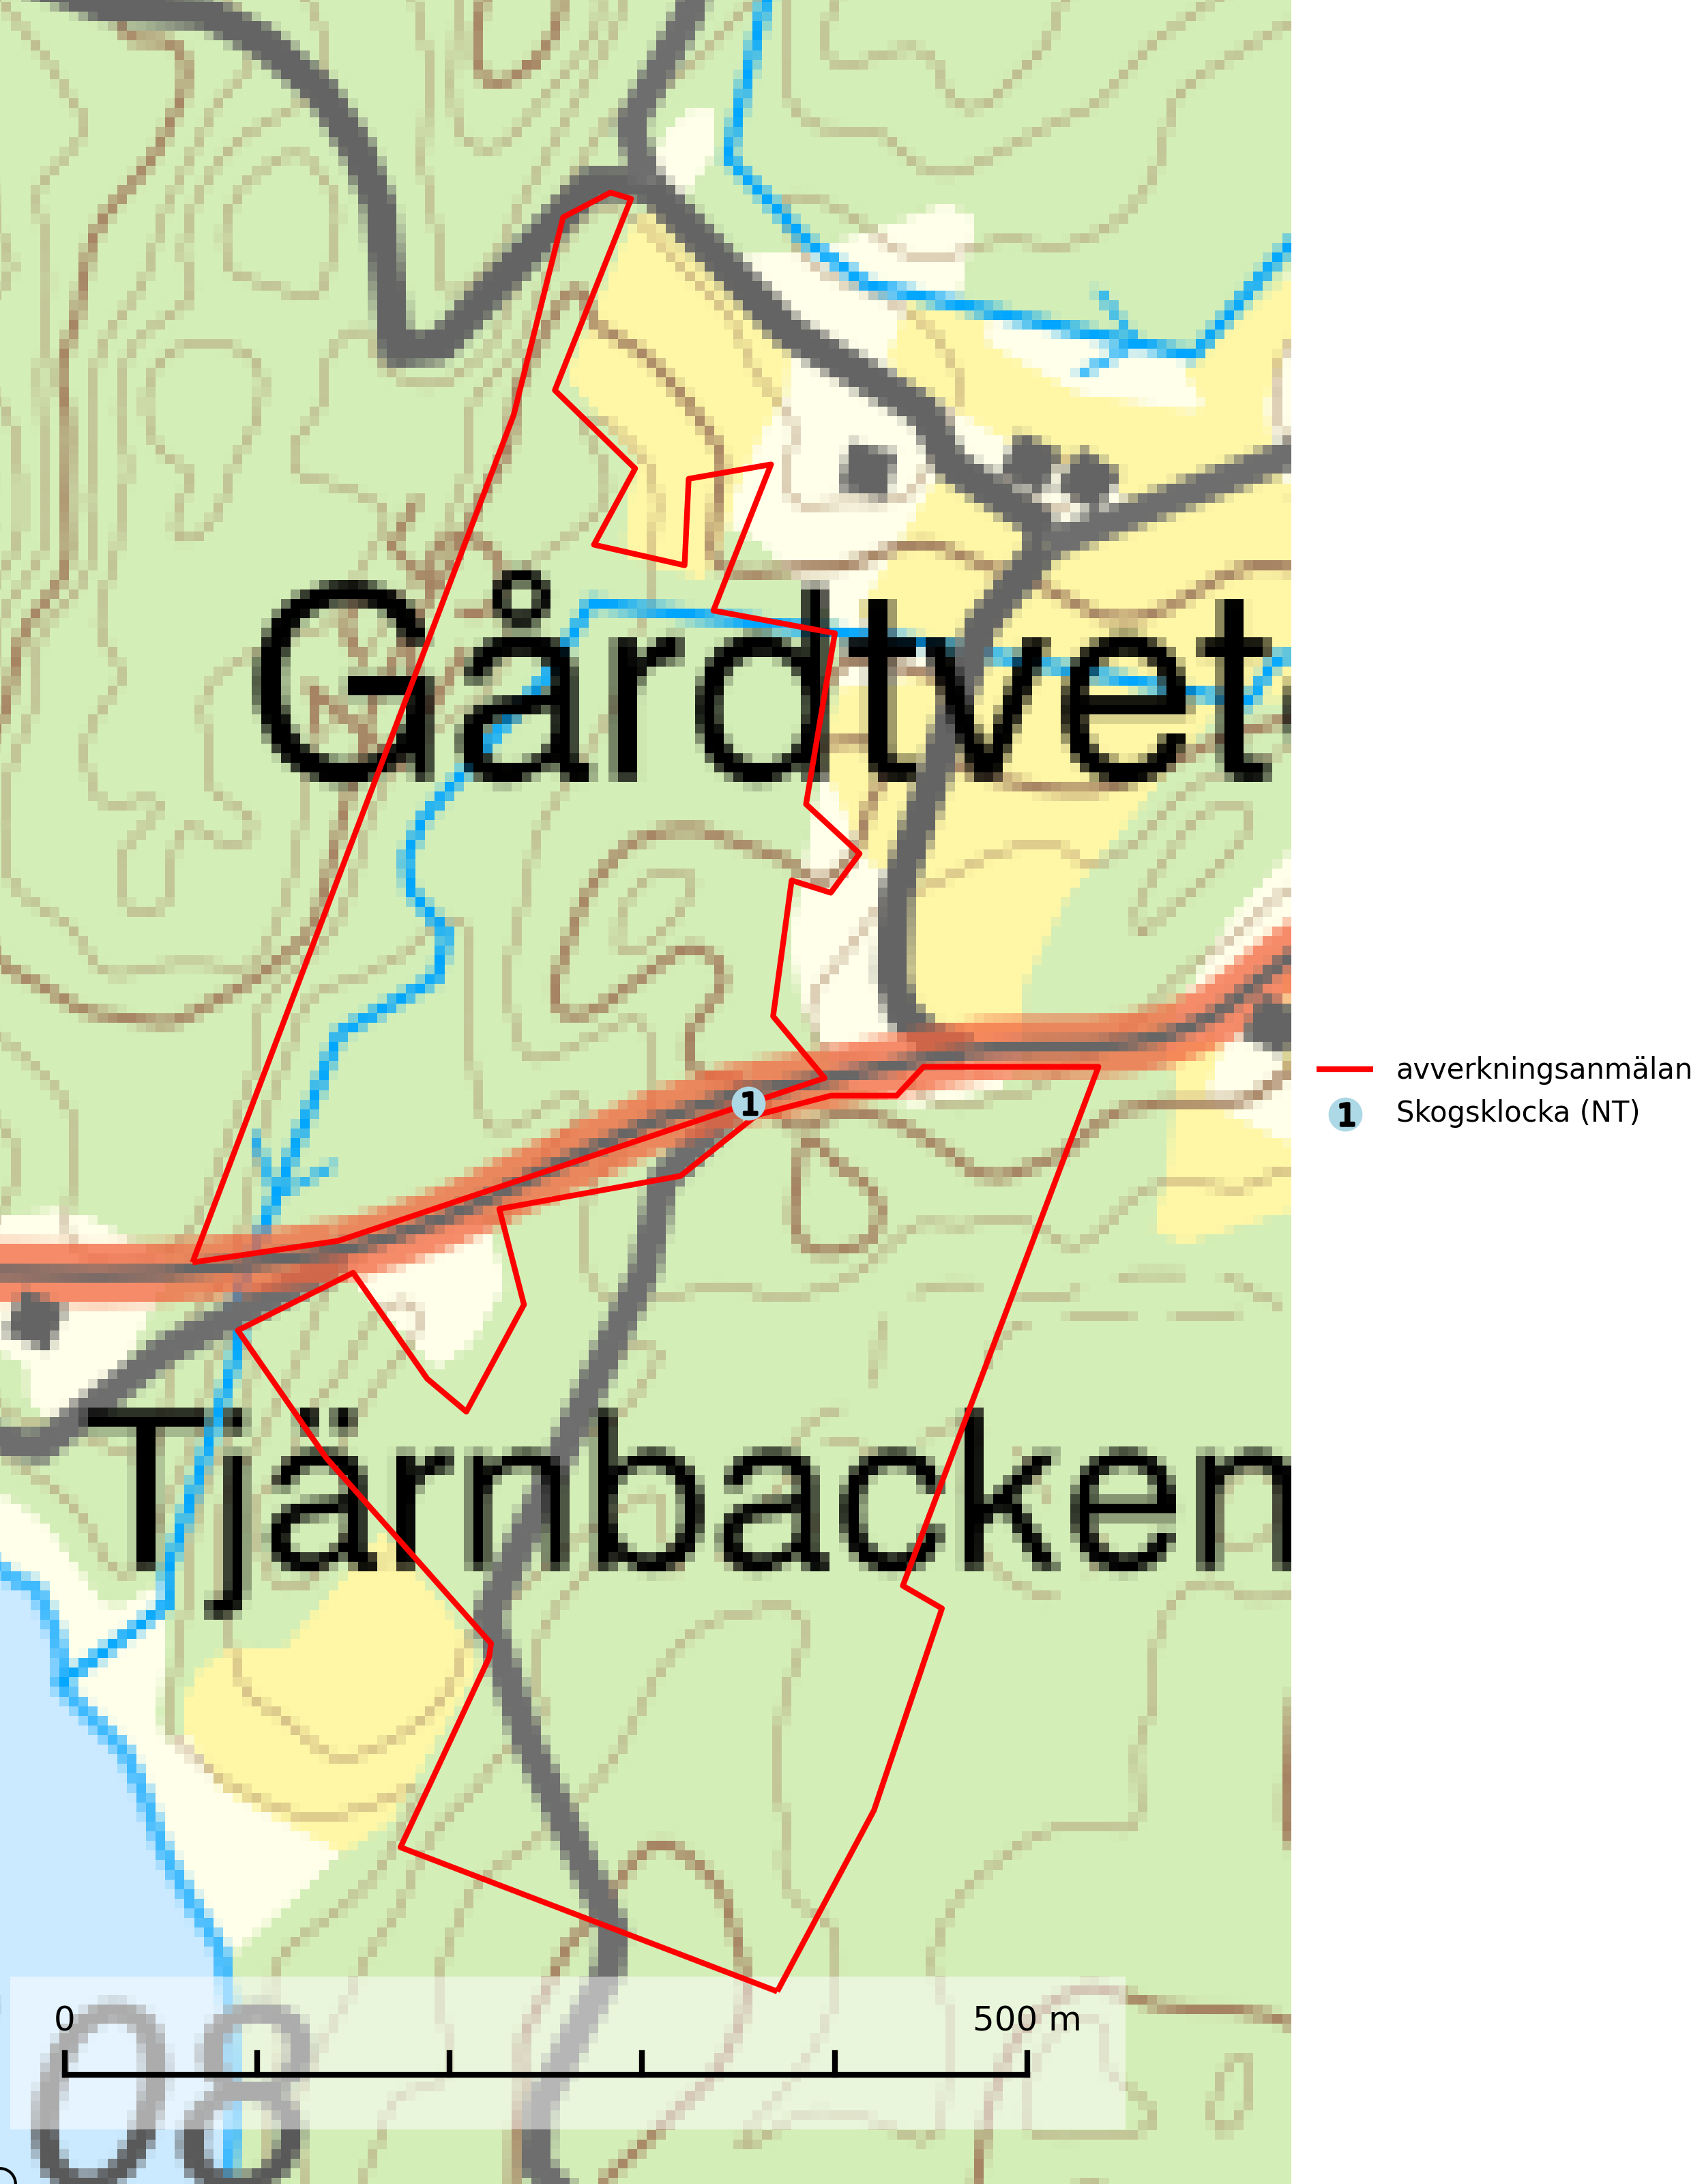 Gårdtvet
avverkningsanmälan
1
1 Skogsklocka (NT)
Tjärnbacken
0 500 m
08